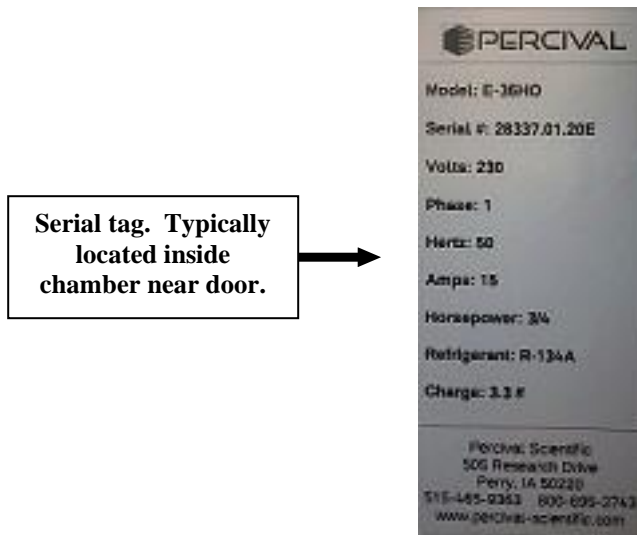 Serial tag. Typically
located inside
chamber near door.
PERCIVAL
Model: E-36HO
Serial #: 28337.01.20E
Volts: 230
Phase: 1
Hertz: 50
Amps: 15
Horsepower: 3/4
Refrigerant: R-134A
Charge: 3.3 #
Percival Scientific
505 Research Drive
Perry, IA 50220
515-465-9363 800-695-2743
www.percival-scientific.com